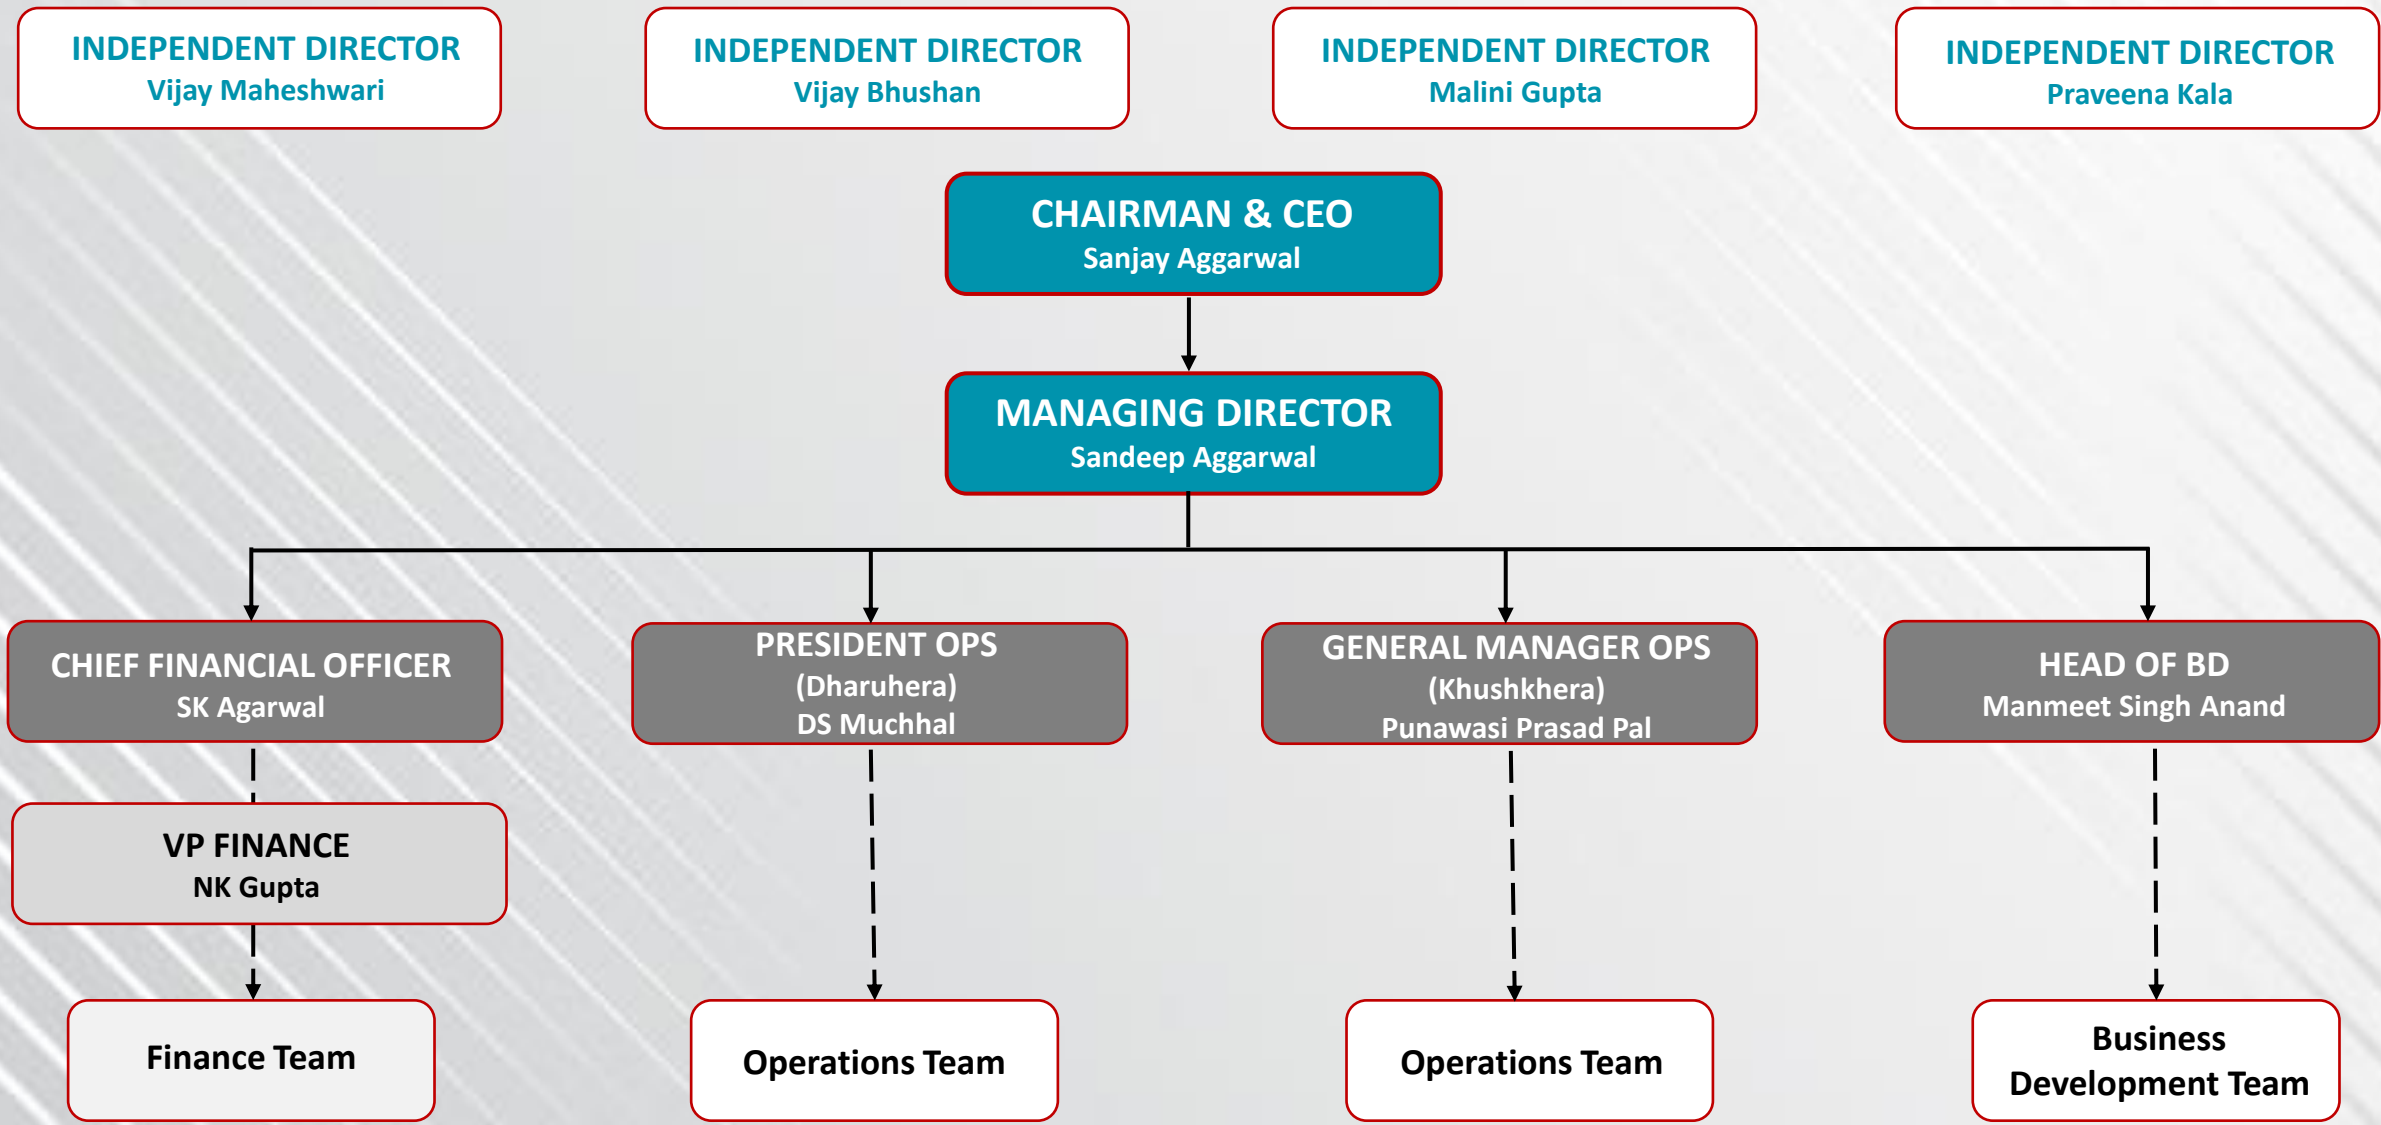 INDEPENDENT DIRECTOR
Vijay Maheshwari
INDEPENDENT DIRECTOR
Vijay Bhushan
INDEPENDENT DIRECTOR
Malini Gupta
INDEPENDENT DIRECTOR
Praveena Kala
CHAIRMAN & CEO
Sanjay Aggarwal
MANAGING DIRECTOR
Sandeep Aggarwal
CHIEF FINANCIAL OFFICER
SK Agarwal
PRESIDENT OPS
(Dharuhera)
DS Muchhal
GENERAL MANAGER OPS
(Khushkhera)
Punawasi Prasad Pal
HEAD OF BD
Manmeet Singh Anand
VP FINANCE
NK Gupta
Finance Team
Operations Team
Operations Team
Business
Development Team